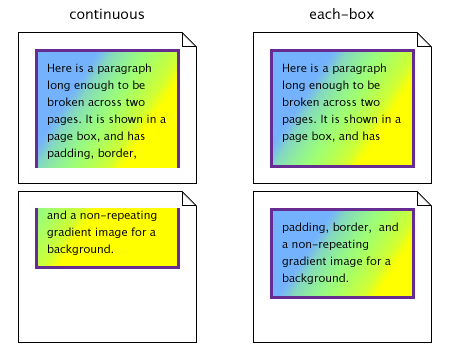 continuous
Here is a paragraph
long enough to be
broken across two
pages. It is shown in a
page box, and has
padding, border,
and a non-repeating
gradient image for a
background.
each-box
Here is a paragraph
long enough to be
broken across two
pages. It is shown in a
page box, and has
padding, border,  and
a non-repeating
gradient image for a
background.